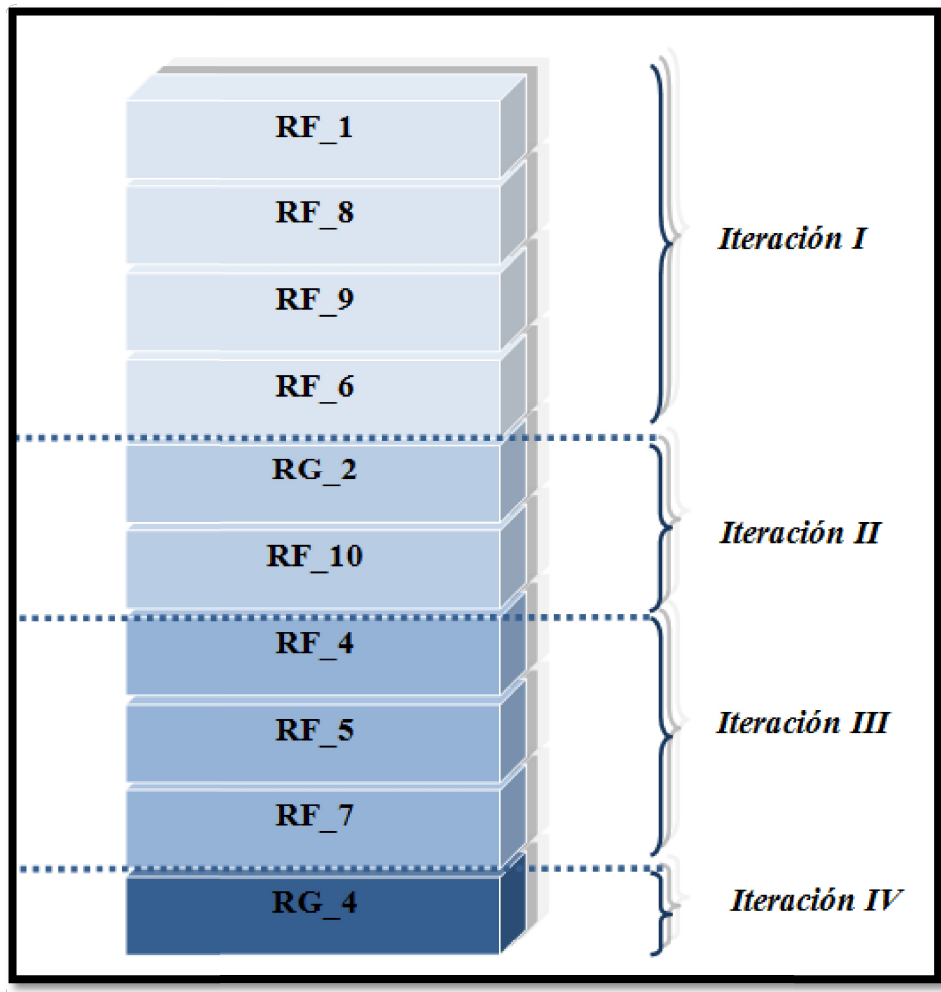 RF_1
RF_8
RF_9
RF_6
Iteración I
RG_2
RF_10
Iteración II
RF_4
RF_5
RF_7
Iteración III
RG_4
Iteración IV